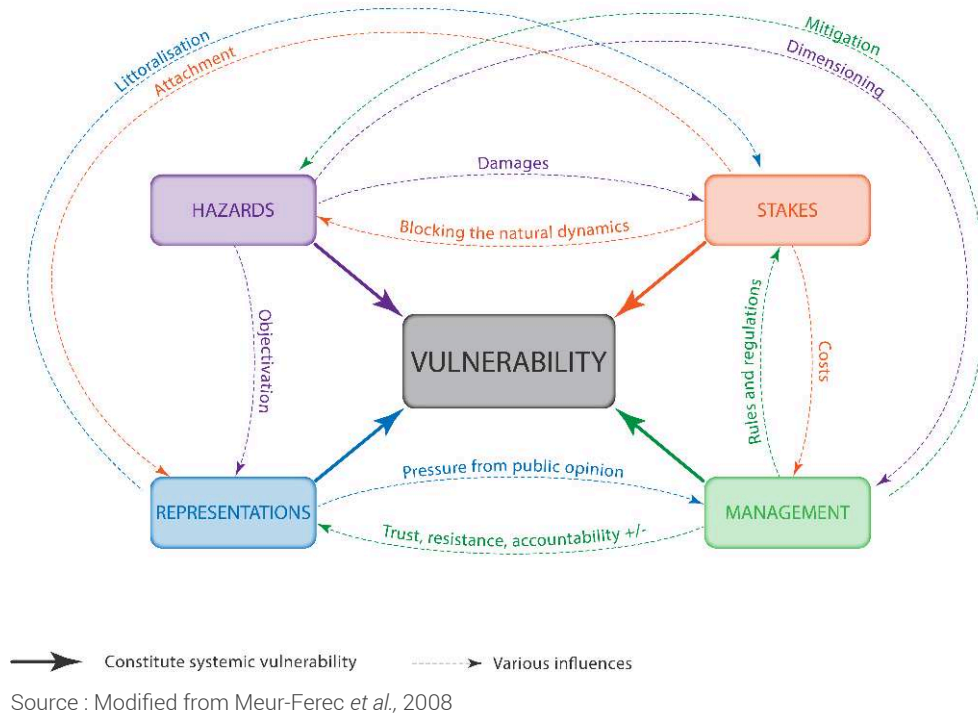 Littoralisation
Attachment
Mitigation
Dimensioning
Damages
HAZARDS
STAKES
Blocking the natural dynamics
Objectivation
VULNERABILITY
Rules and regulations
Costs
Pressure from public opinion
REPRESENTATIONS
MANAGEMENT
Trust, resistance, accountability +/-
Constitute systemic vulnerability
Various influences
Source : Modified from Meur-Ferec et al., 2008